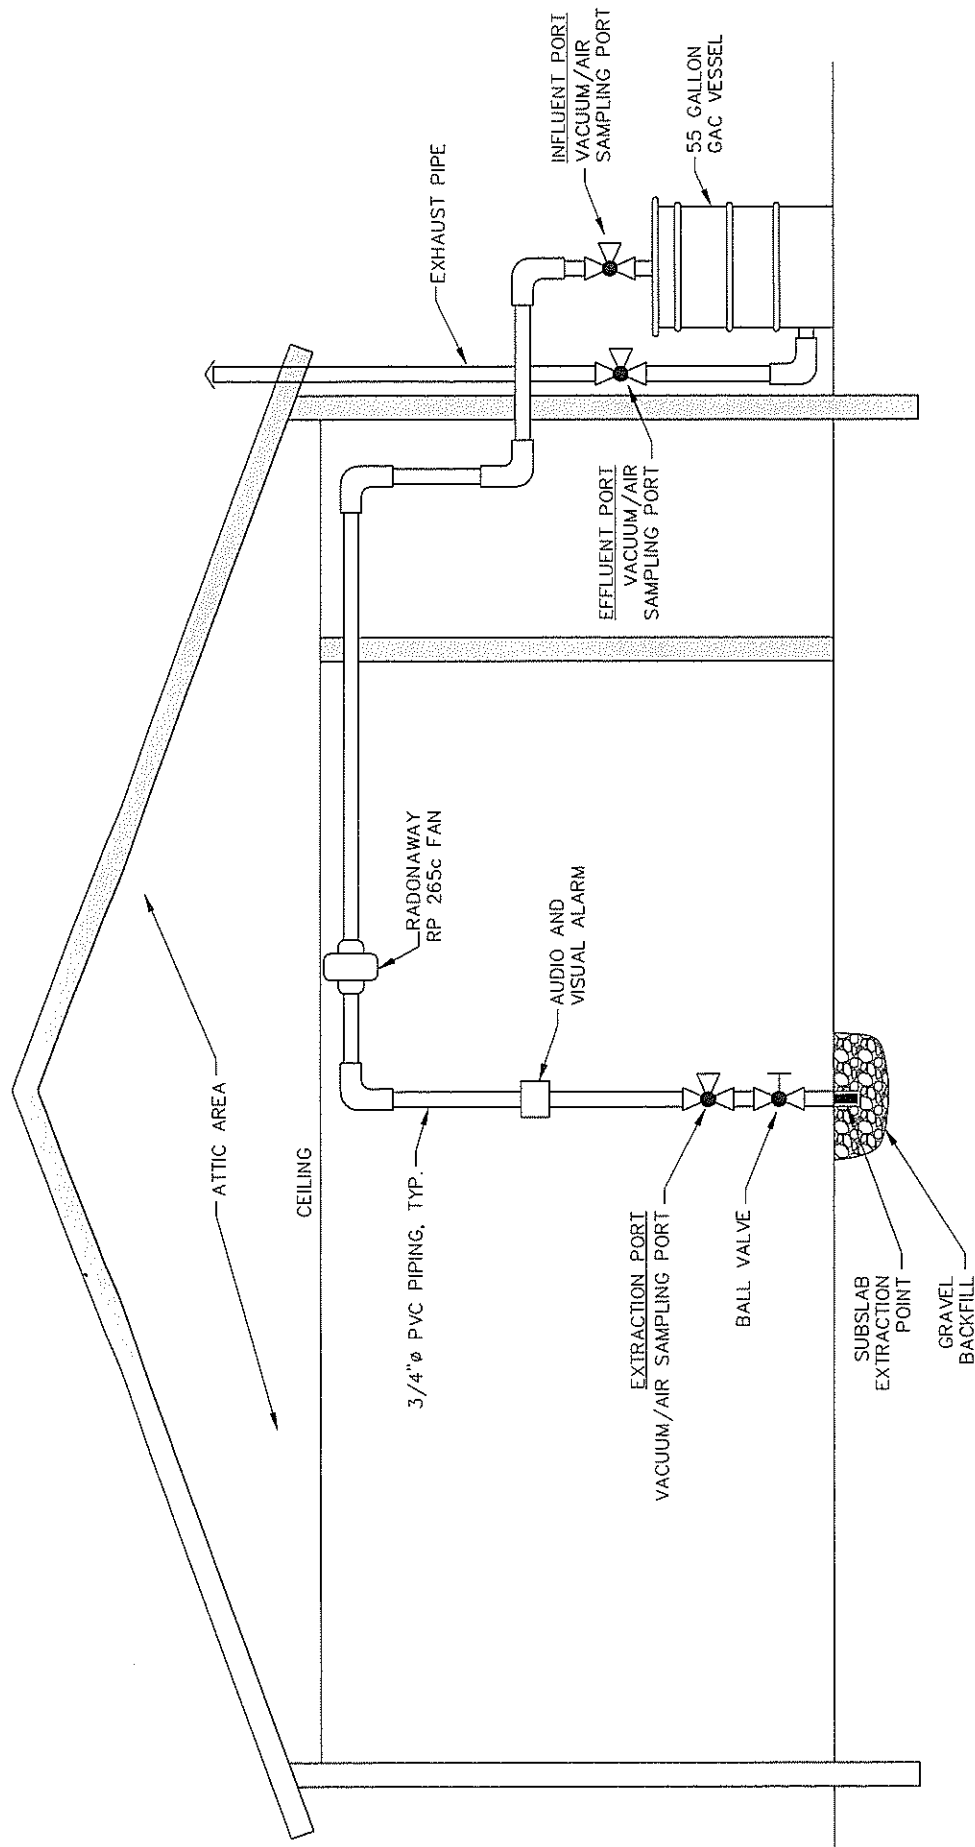 ATTIC AREA
CEILING
EXHAUST PIPE
INFLUENT PORT
VACUUM/AIR
SAMPLING PORT
55 GALLON
GAC VESSEL
EFFLUENT PORT
VACUUM/AIR
SAMPLING PORT
RADONAWAY
RP 265c FAN
AUDIO AND
VISUAL ALARM
3/4"ø PVC PIPING, TYP.
EXTRACTION PORT
VACUUM/AIR SAMPLING PORT
BALL VALVE
SUBSLAB
EXTRACTION
POINT
GRAVEL
BACKFILL